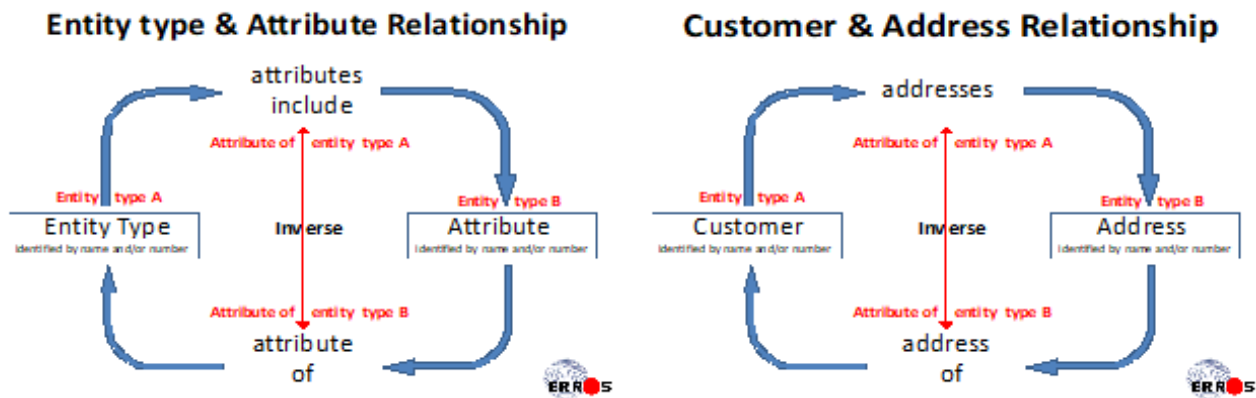 Entity type & Attribute Relationship
attributes
include
Attribute of entity type A
Entity type A
Entity type B
Entity Type
Identified by name and/or number
Inverse
Attribute
Identified by name and/or number
Attribute of entity type B
attribute
of
ERROS
Customer & Address Relationship
addresses
Attribute of entity type A
Entity type A
Entity type B
Customer
Identified by name and/or number
Inverse
Address
Identified by name and/or number
Attribute of entity type B
address
of
ERROS